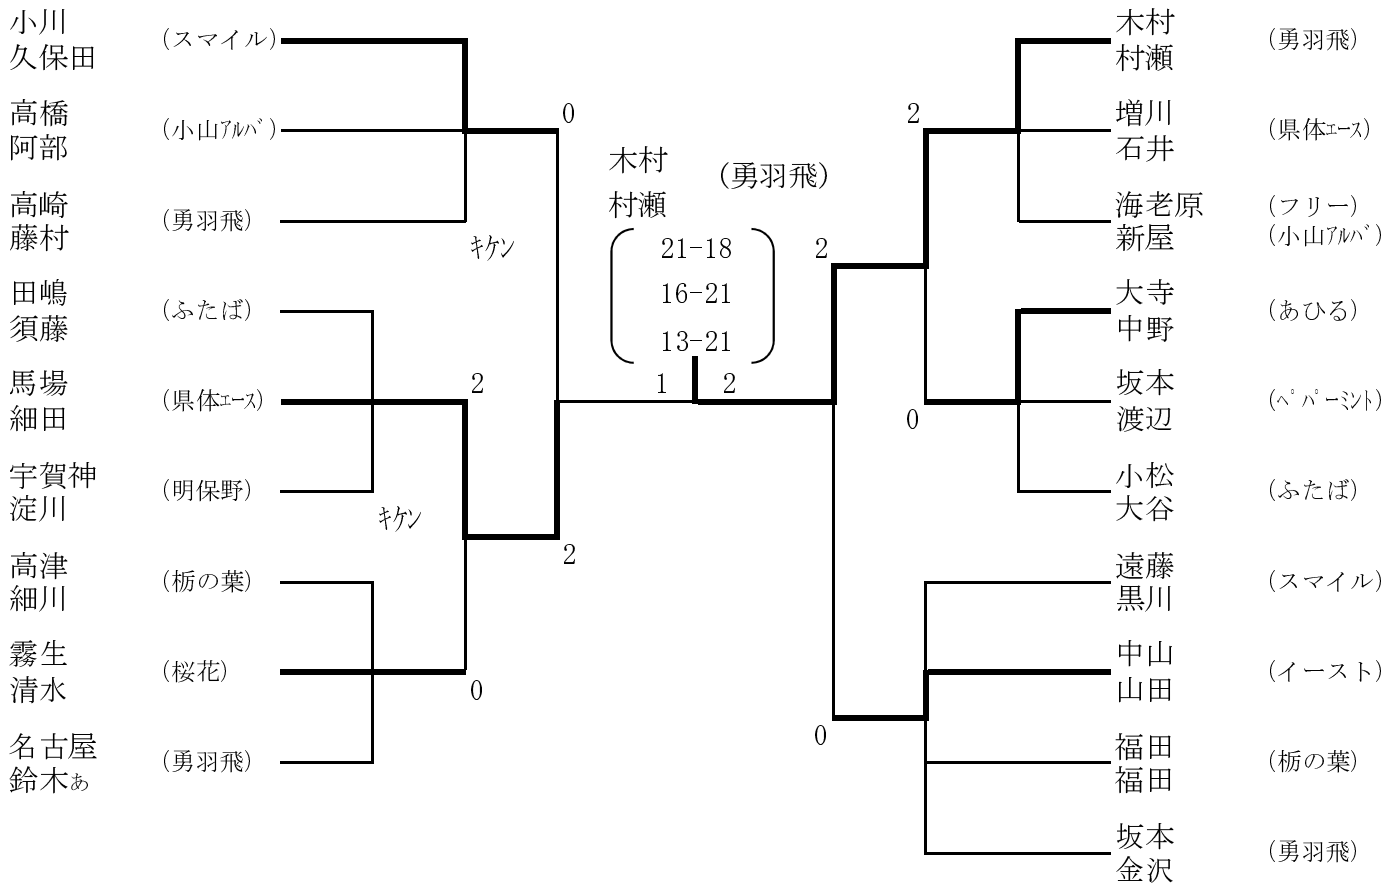 小川
久保田
(スマイル)
高橋
阿部
(小山ｱﾙﾊﾞ)
高崎
藤村
(勇羽飛)
ｷｹﾝ
田嶋
須藤
(ふたば)
馬場
細田
(県体ｴｰｽ)
宇賀神
淀川
(明保野)
ｷｹﾝ
高津
細川
(栃の葉)
霧生
清水
(桜花)
名古屋
鈴木ぁ
(勇羽飛)
0
2
2
0
木村
村瀬
(勇羽飛)
21-18
16-21
13-21
1
2
2
2
0
0
木村
村瀬
(勇羽飛)
増川
石井
(県体ｴｰｽ)
海老原
新屋
(フリー)
(小山ｱﾙﾊﾞ)
大寺
中野
(あひる)
坂本
渡辺
(ﾍﾟﾊﾟｰﾐﾝﾄ)
小松
大谷
(ふたば)
遠藤
黒川
(スマイル)
中山
山田
(イースト)
福田
福田
(栃の葉)
坂本
金沢
(勇羽飛)